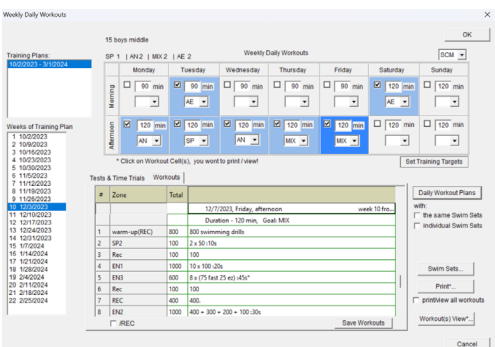 Weekly Daily Workouts
15 boys middle
OK
Training Plans:
SP 1 | AN 2 | MIX 2 | AE 2
Weekly Daily Workouts
SCM
10/2/2023 - 3/1/2024
Monday Tuesday Wednesday Thursday Friday Saturday Sunday
Morning
90 min 90 min 90 min 90 min 90 min 120 min 120 min
AE AE
Afternoon
120 min 120 min 120 min 120 min 120 min 120 min 120 min
AN SP AN MIX MIX
* Click on Workout Cell(s), you want to print / view!
Set Training Targets
Weeks of Training Plan
1 10/2/2023
2 10/9/2023
3 10/16/2023
4 10/23/2023
5 10/30/2023
6 11/5/2023
7 11/12/2023
8 11/19/2023
9 11/26/2023
10 12/3/2023
11 12/10/2023
12 12/17/2023
13 12/24/2023
14 12/31/2023
15 1/7/2024
16 1/14/2024
17 1/21/2024
18 1/28/2024
19 2/4/2024
20 2/11/2024
21 2/18/2024
22 2/25/2024
Tests & Time Trials Workouts
# Zone Total
12/7/2023, Friday, afternoon week 10 fro...
Duration - 120 min, Goal: MIX
1 warm-up(REC) 800 800 swimming drills
2 SP2 100 2 x 50 :10s
3 Rec 100 100
4 EN1 1000 10 x 100 :20s
5 EN3 600 8 x (75 fast 25 ez) :45s*
6 Rec 100 100
7 REC 400 400.
8 EN2 1000 400 + 300 + 200 + 100 :30s
/REC
Save Workouts
Daily Workout Plans
with:
the same Swim Sets
individual Swim Sets
Swim Sets...
Print*...
print/view all workouts
Workout(s) View*...
Cancel